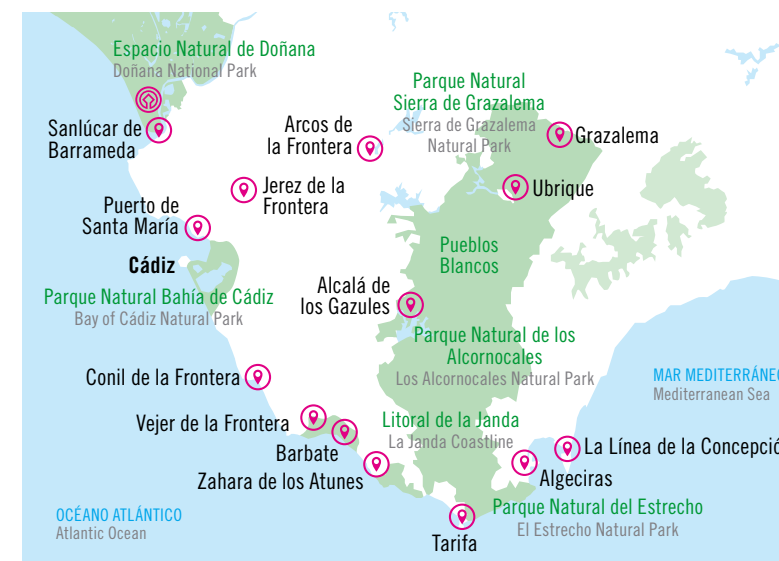 Espacio Natural de Doñana
Doñana National Park
Sanlúcar de
Barrameda
Arcos de
la Frontera
Parque Natural
Sierra de Grazalema
Sierra de Grazalema
Natural Park
Grazalema
Jerez de la
Frontera
Ubrique
Puerto de
Santa María
Cádiz
Pueblos
Blancos
Parque Natural Bahía de Cádiz
Bay of Cádiz Natural Park
Alcalá de
los Gazules
Parque Natural de los
Alcornocales
Los Alcornocales Natural Park
Conil de la Frontera
MAR MEDITERRÁNEO
Mediterranean Sea
Vejer de la Frontera
Litoral de la Janda
La Janda Coastline
Barbate
La Línea de la Concepció
Zahara de los Atunes
Algeciras
OCÉANO ATLÁNTICO
Atlantic Ocean
Parque Natural del Estrecho
El Estrecho Natural Park
Tarifa